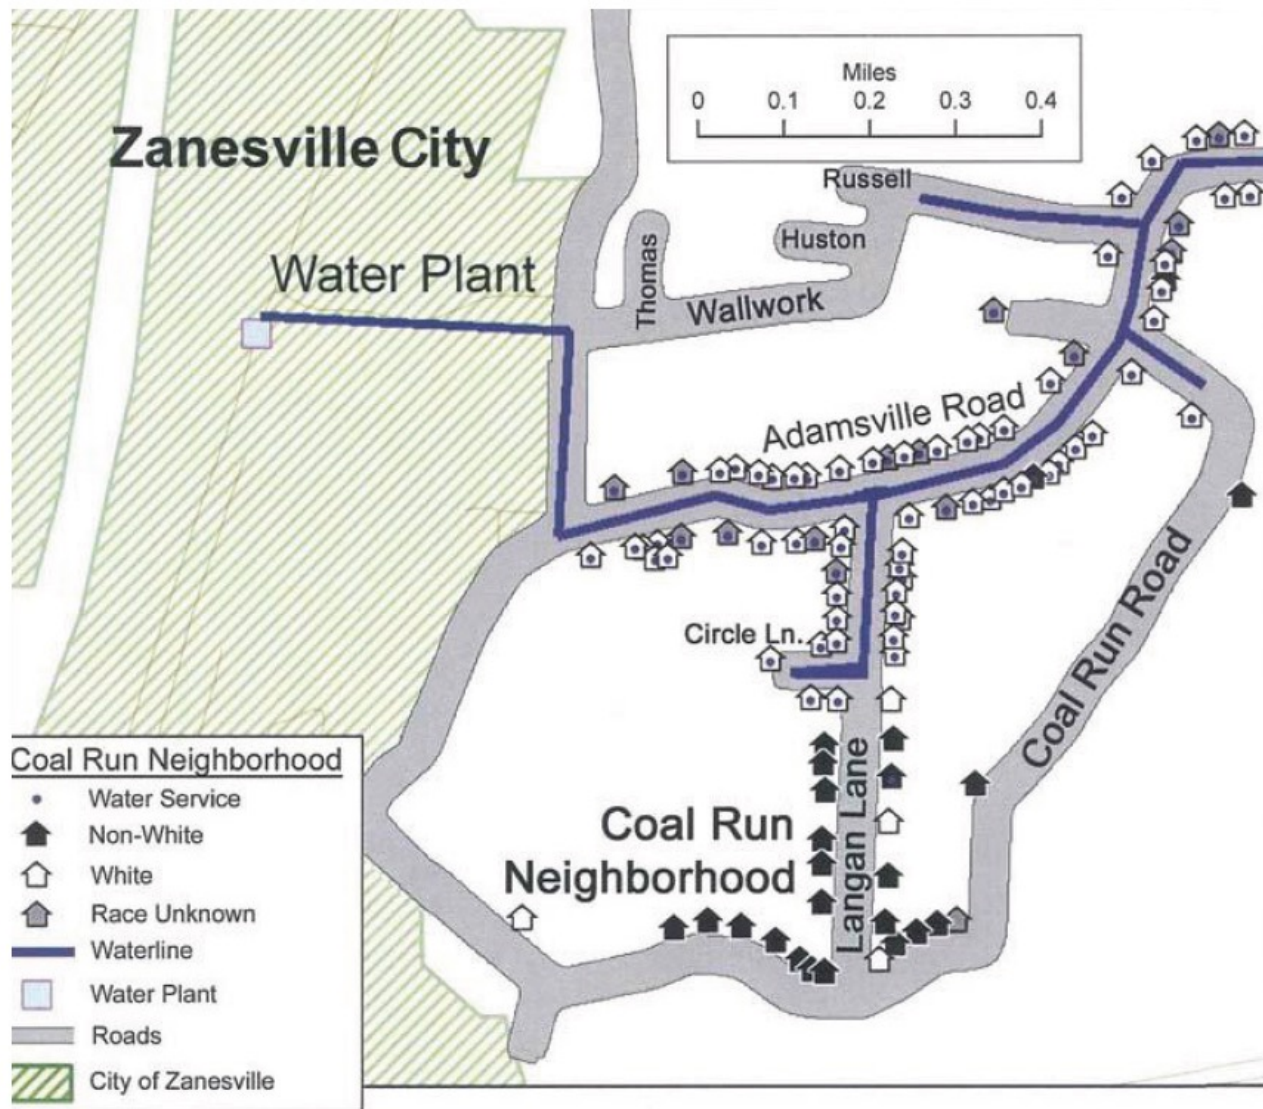 Miles
0 0.1 0.2 0.3 0.4
Zanesville City
Russell
Huston
Thomas
Water Plant
Wallwork
Adamsville Road
Circle Ln.
Coal Run Road
Langan Lane
Coal Run
Neighborhood
Coal Run Neighborhood
Water Service
Non-White
White
Race Unknown
Waterline
Water Plant
Roads
City of Zanesville